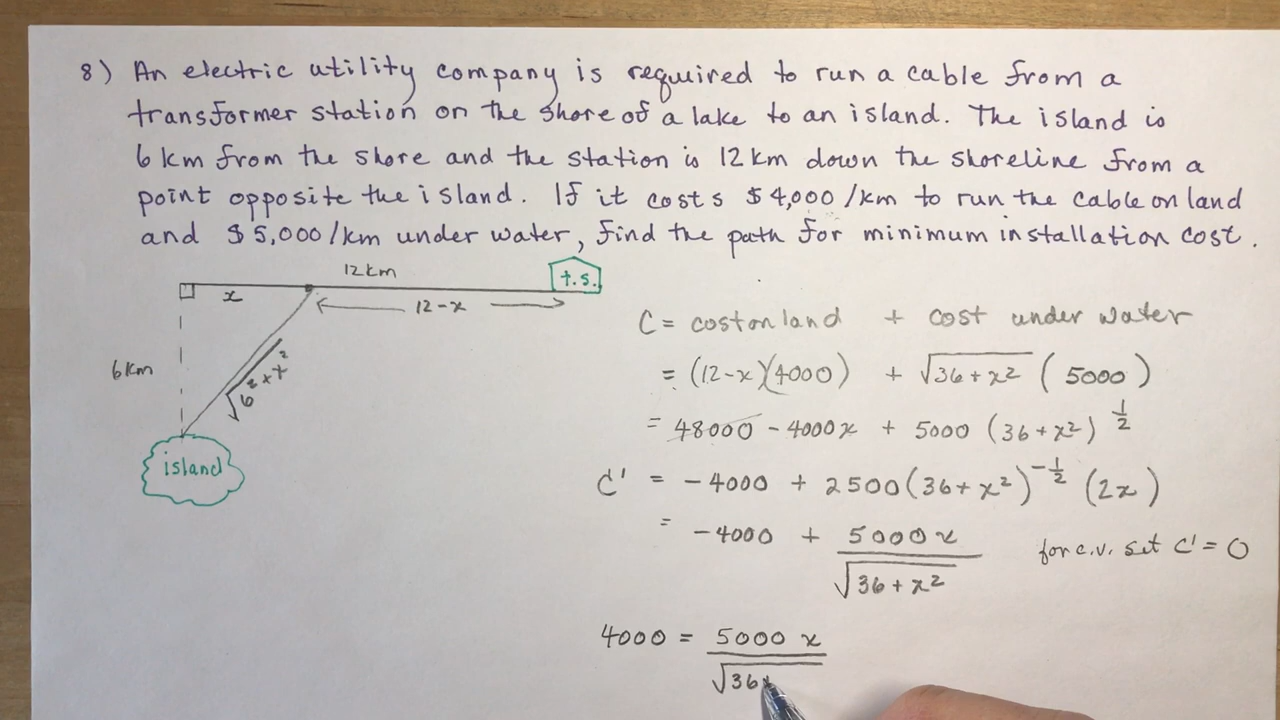 8) An electric utility company is required to run a cable from a
transformer station on the shore of a lake to an island. The island is
6 km from the shore and the station is 12 km down the shoreline from a
point opposite the island. If it costs $4,000/km to run the cable on land
and $5,000/km under water, find the path for minimum installation cost.
12 km
t.s.
x
12-x
6 km
√6²+x²
island
C = cost on land + cost under water
= (12-x)(4000) + √36+x² (5000)
= 48000 - 4000x + 5000 (36+x²)^1/2
C' = -4000 + 2500(36+x²)^-1/2 (2x)
= -4000 + 5000x / √36+x² for c.v. set C' = 0
4000 = 5000 x / √36